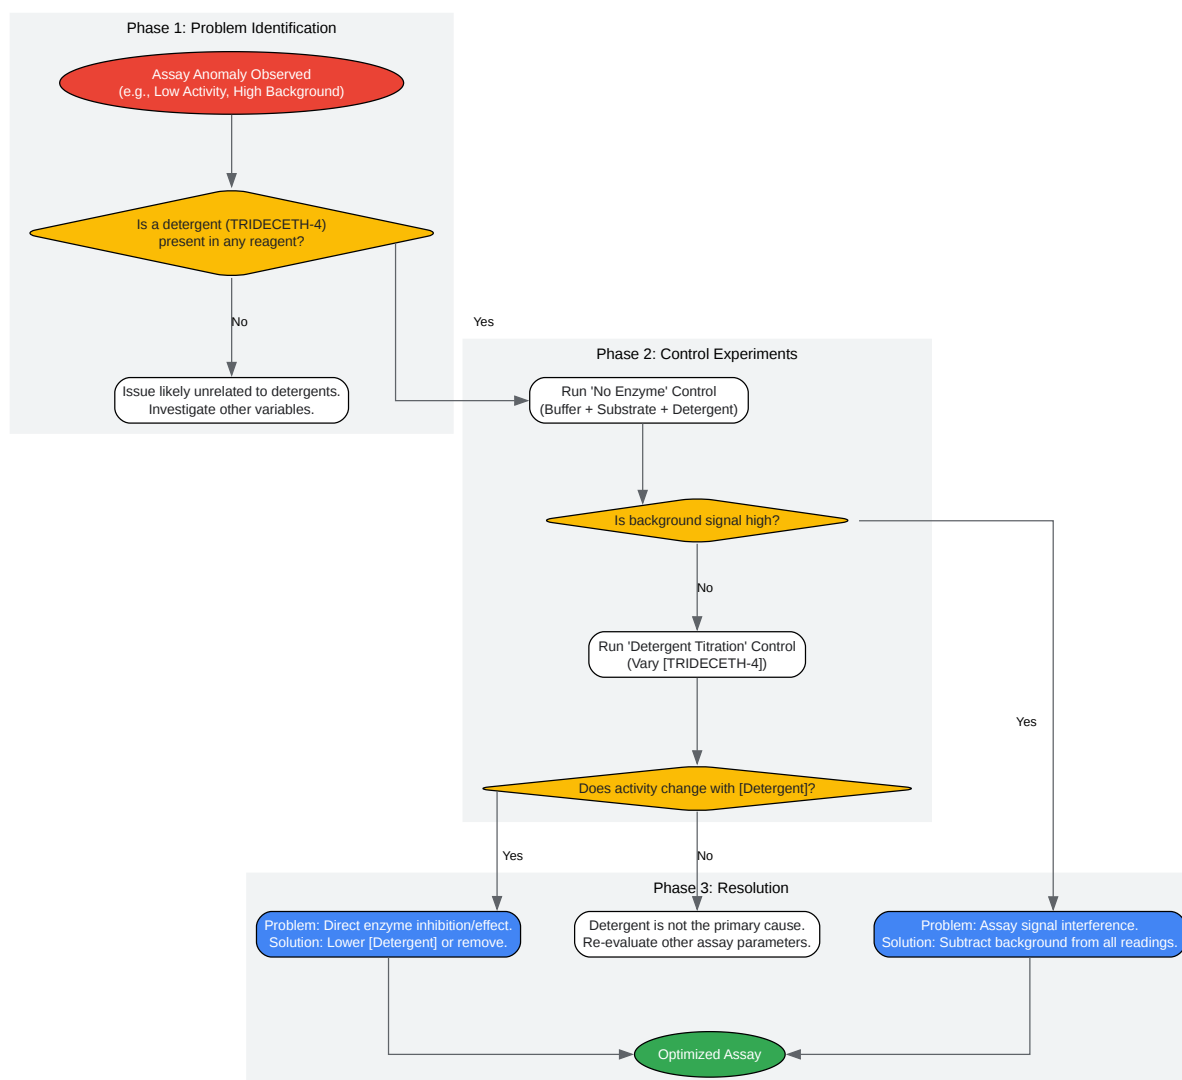 Phase 1: Problem Identification
Assay Anomaly Observed
(e.g., Low Activity, High Background)
Is a detergent (TRIDECETH-4)
present in any reagent?
No
Yes
Issue likely unrelated to detergents.
Investigate other variables.
Phase 2: Control Experiments
Run 'No Enzyme' Control
(Buffer + Substrate + Detergent)
Is background signal high?
No
Run 'Detergent Titration' Control
(Vary [TRIDECETH-4])
Yes
Does activity change with [Detergent]?
Yes
No
Phase 3: Resolution
Problem: Direct enzyme inhibition/effect.
Solution: Lower [Detergent] or remove.
Detergent is not the primary cause.
Re-evaluate other assay parameters.
Problem: Assay signal interference.
Solution: Subtract background from all readings.
Optimized Assay